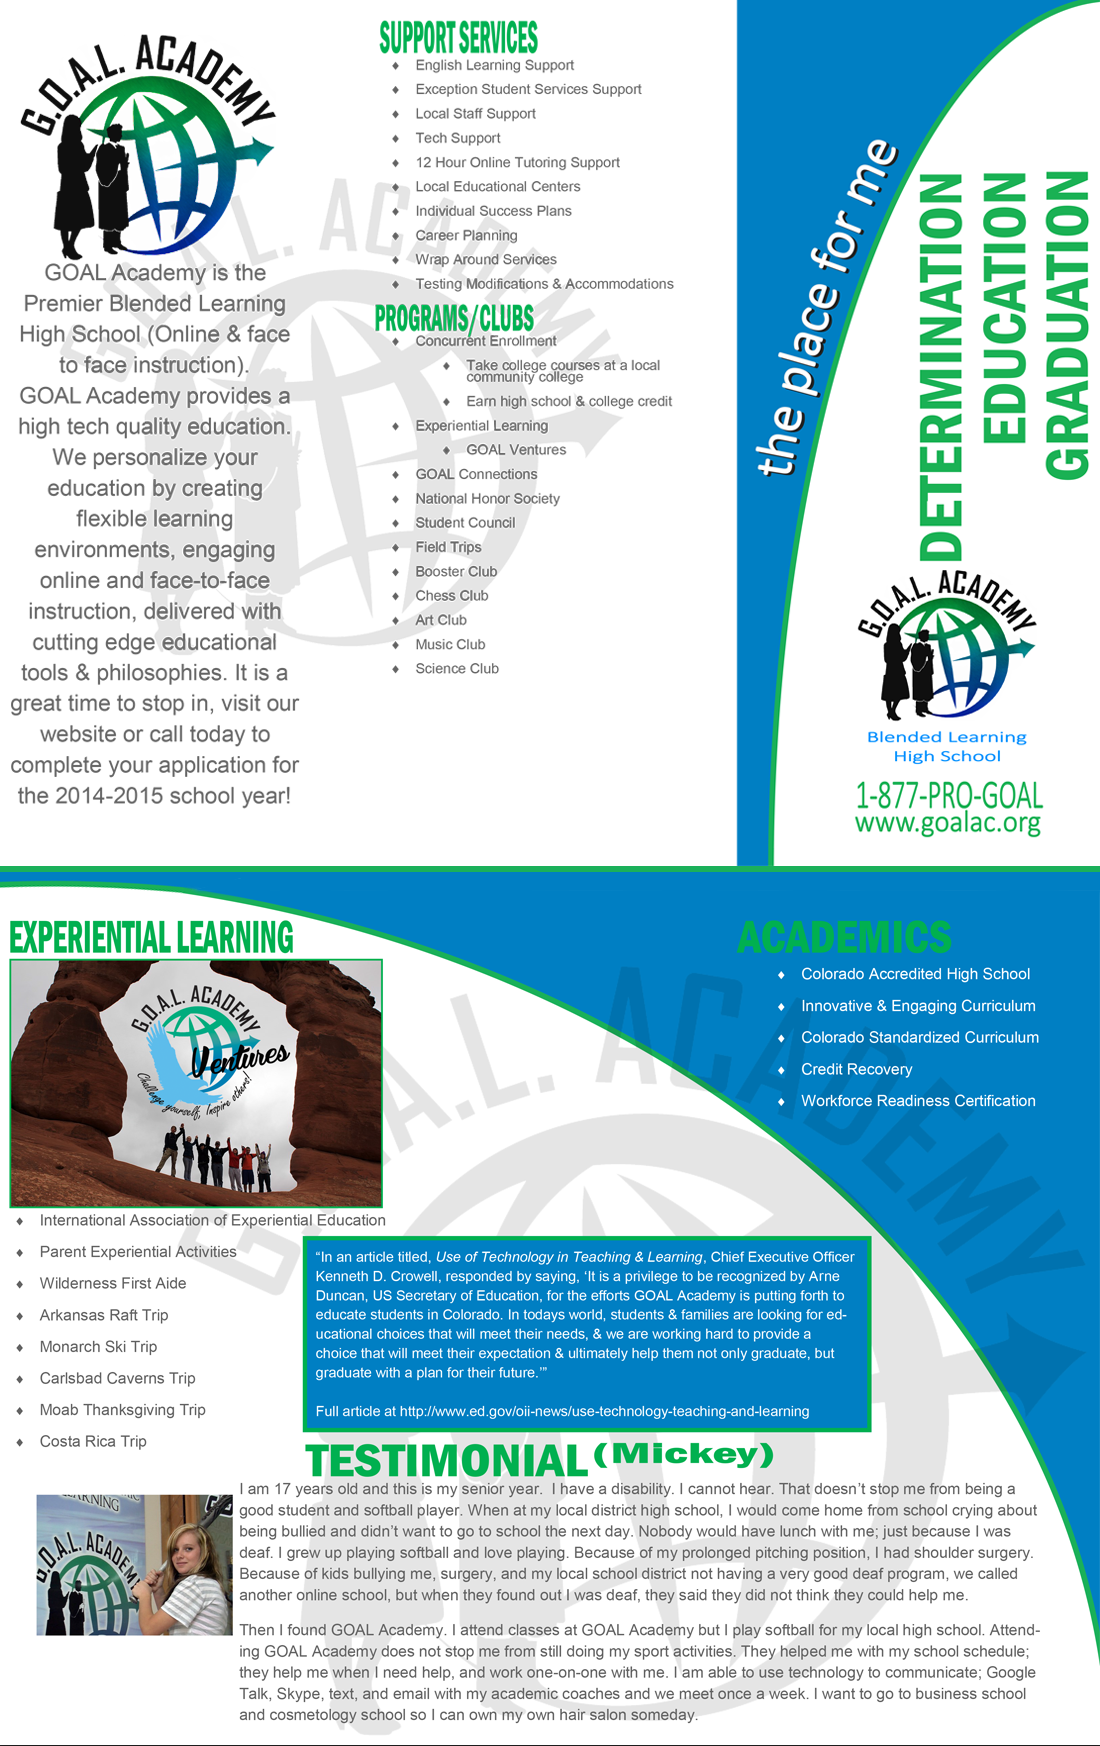 G.O.A.L. ACADEMY
GOAL Academy is the
Premier Blended Learning
High School (Online & face
to face instruction).
GOAL Academy provides a
high tech quality education.
We personalize your
education by creating
flexible learning
environments, engaging
online and face-to-face
instruction, delivered with
cutting edge educational
tools & philosophies. It is a
great time to stop in, visit our
website or call today to
complete your application for
the 2014-2015 school year!
SUPPORT SERVICES
♦ English Learning Support
♦ Exception Student Services Support
♦ Local Staff Support
♦ Tech Support
♦ 12 Hour Online Tutoring Support
♦ Local Educational Centers
♦ Individual Success Plans
♦ Career Planning
♦ Wrap Around Services
♦ Testing Modifications & Accommodations
PROGRAMS/CLUBS
♦ Concurrent Enrollment
♦ Take college courses at a local
community college
♦ Earn high school & college credit
♦ Experiential Learning
♦ GOAL Ventures
♦ GOAL Connections
♦ National Honor Society
♦ Student Council
♦ Field Trips
♦ Booster Club
♦ Chess Club
♦ Art Club
♦ Music Club
♦ Science Club
G.O.A.L. ACADEMY
the place for me
DETERMINATION
EDUCATION
GRADUATION
G.O.A.L. ACADEMY
Blended Learning
High School
1-877-PRO-GOAL
www.goalac.org
EXPERIENTIAL LEARNING
G.O.A.L. ACADEMY
Ventures
Challenge yourself, Inspire others!
♦ International Association of Experiential Education
♦ Parent Experiential Activities
♦ Wilderness First Aide
♦ Arkansas Raft Trip
♦ Monarch Ski Trip
♦ Carlsbad Caverns Trip
♦ Moab Thanksgiving Trip
♦ Costa Rica Trip
ACADEMICS
♦ Colorado Accredited High School
♦ Innovative & Engaging Curriculum
♦ Colorado Standardized Curriculum
♦ Credit Recovery
♦ Workforce Readiness Certification
G.O.A.L. ACADEMY
“In an article titled, Use of Technology in Teaching & Learning, Chief Executive Officer
Kenneth D. Crowell, responded by saying, ‘It is a privilege to be recognized by Arne
Duncan, US Secretary of Education, for the efforts GOAL Academy is putting forth to
educate students in Colorado. In todays world, students & families are looking for ed-
ucational choices that will meet their needs, & we are working hard to provide a
choice that will meet their expectation & ultimately help them not only graduate, but
graduate with a plan for their future.’”
Full article at http://www.ed.gov/oii-news/use-technology-teaching-and-learning
TESTIMONIAL (Mickey)
I am 17 years old and this is my senior year.  I have a disability. I cannot hear. That doesn’t stop me from being a
good student and softball player. When at my local district high school, I would come home from school crying about
being bullied and didn’t want to go to school the next day. Nobody would have lunch with me; just because I was
deaf. I grew up playing softball and love playing. Because of my prolonged pitching position, I had shoulder surgery.
Because of kids bullying me, surgery, and my local school district not having a very good deaf program, we called
another online school, but when they found out I was deaf, they said they did not think they could help me.
Then I found GOAL Academy. I attend classes at GOAL Academy but I play softball for my local high school. Attend-
ing GOAL Academy does not stop me from still doing my sport activities. They helped me with my school schedule;
they help me when I need help, and work one-on-one with me. I am able to use technology to communicate; Google
Talk, Skype, text, and email with my academic coaches and we meet once a week. I want to go to business school
and cosmetology school so I can own my own hair salon someday.